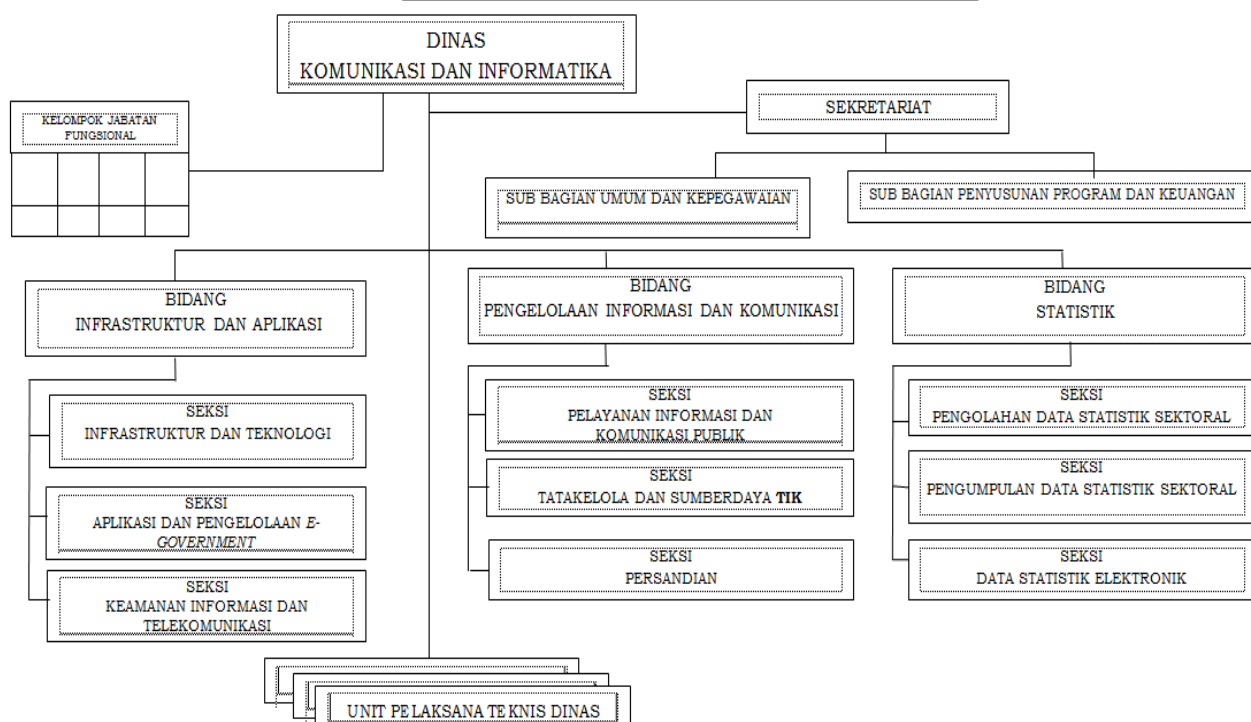 DINAS
KOMUNIKASI DAN INFORMATIKA
SEKRETARIAT
KELOMPOK JABATAN
FUNGSIONAL
SUB BAGIAN UMUM DAN KEPEGAWAIAN
SUB BAGIAN PENYUSUNAN PROGRAM DAN KEUANGAN
BIDANG
INFRASTRUKTUR DAN APLIKASI
BIDANG
PENGELOLAAN INFORMASI DAN KOMUNIKASI
BIDANG
STATISTIK
SEKSI
INFRASTRUKTUR DAN TEKNOLOGI
SEKSI
APLIKASI DAN PENGELOLAAN E-
GOVERNMENT
SEKSI
KEAMANAN INFORMASI DAN
TELEKOMUNIKASI
SEKSI
PELAYANAN INFORMASI DAN
KOMUNIKASI PUBLIK
SEKSI
TATAKELOLA DAN SUMBERDAYA TIK
SEKSI
PERSANDIAN
SEKSI
PENGOLAHAN DATA STATISTIK SEKTORAL
SEKSI
PENGUMPULAN DATA STATISTIK SEKTORAL
SEKSI
DATA STATISTIK ELEKTRONIK
UNIT PELAKSANA TEKNIS DINAS